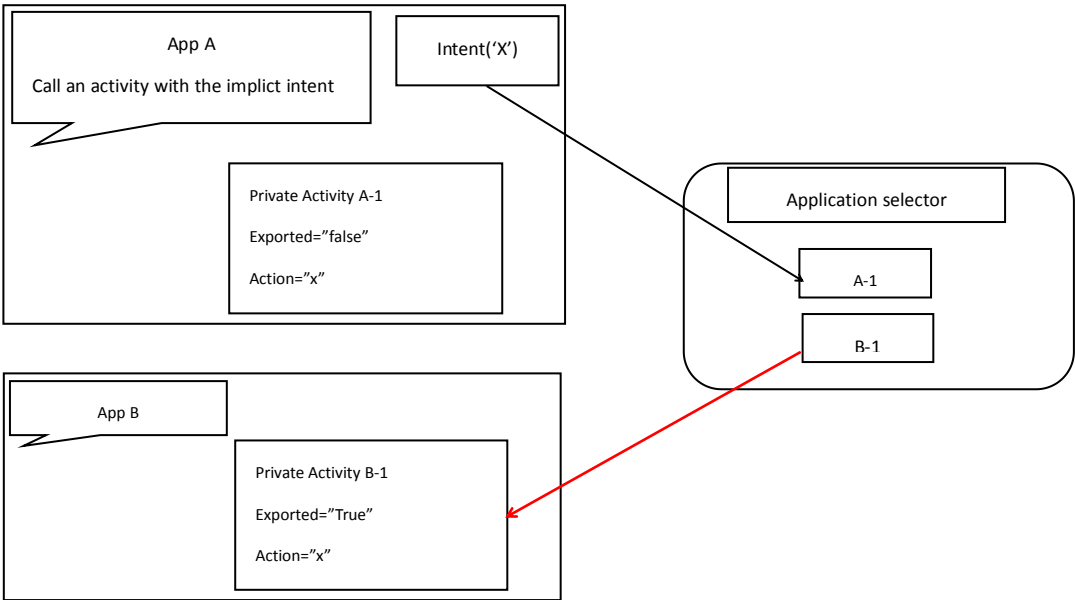 App A
Call an activity with the implict intent
Intent(‘X’)
Private Activity A-1
Exported=”false”
Action=”x”
Application selector
A-1
B-1
App B
Private Activity B-1
Exported=”True”
Action=”x”